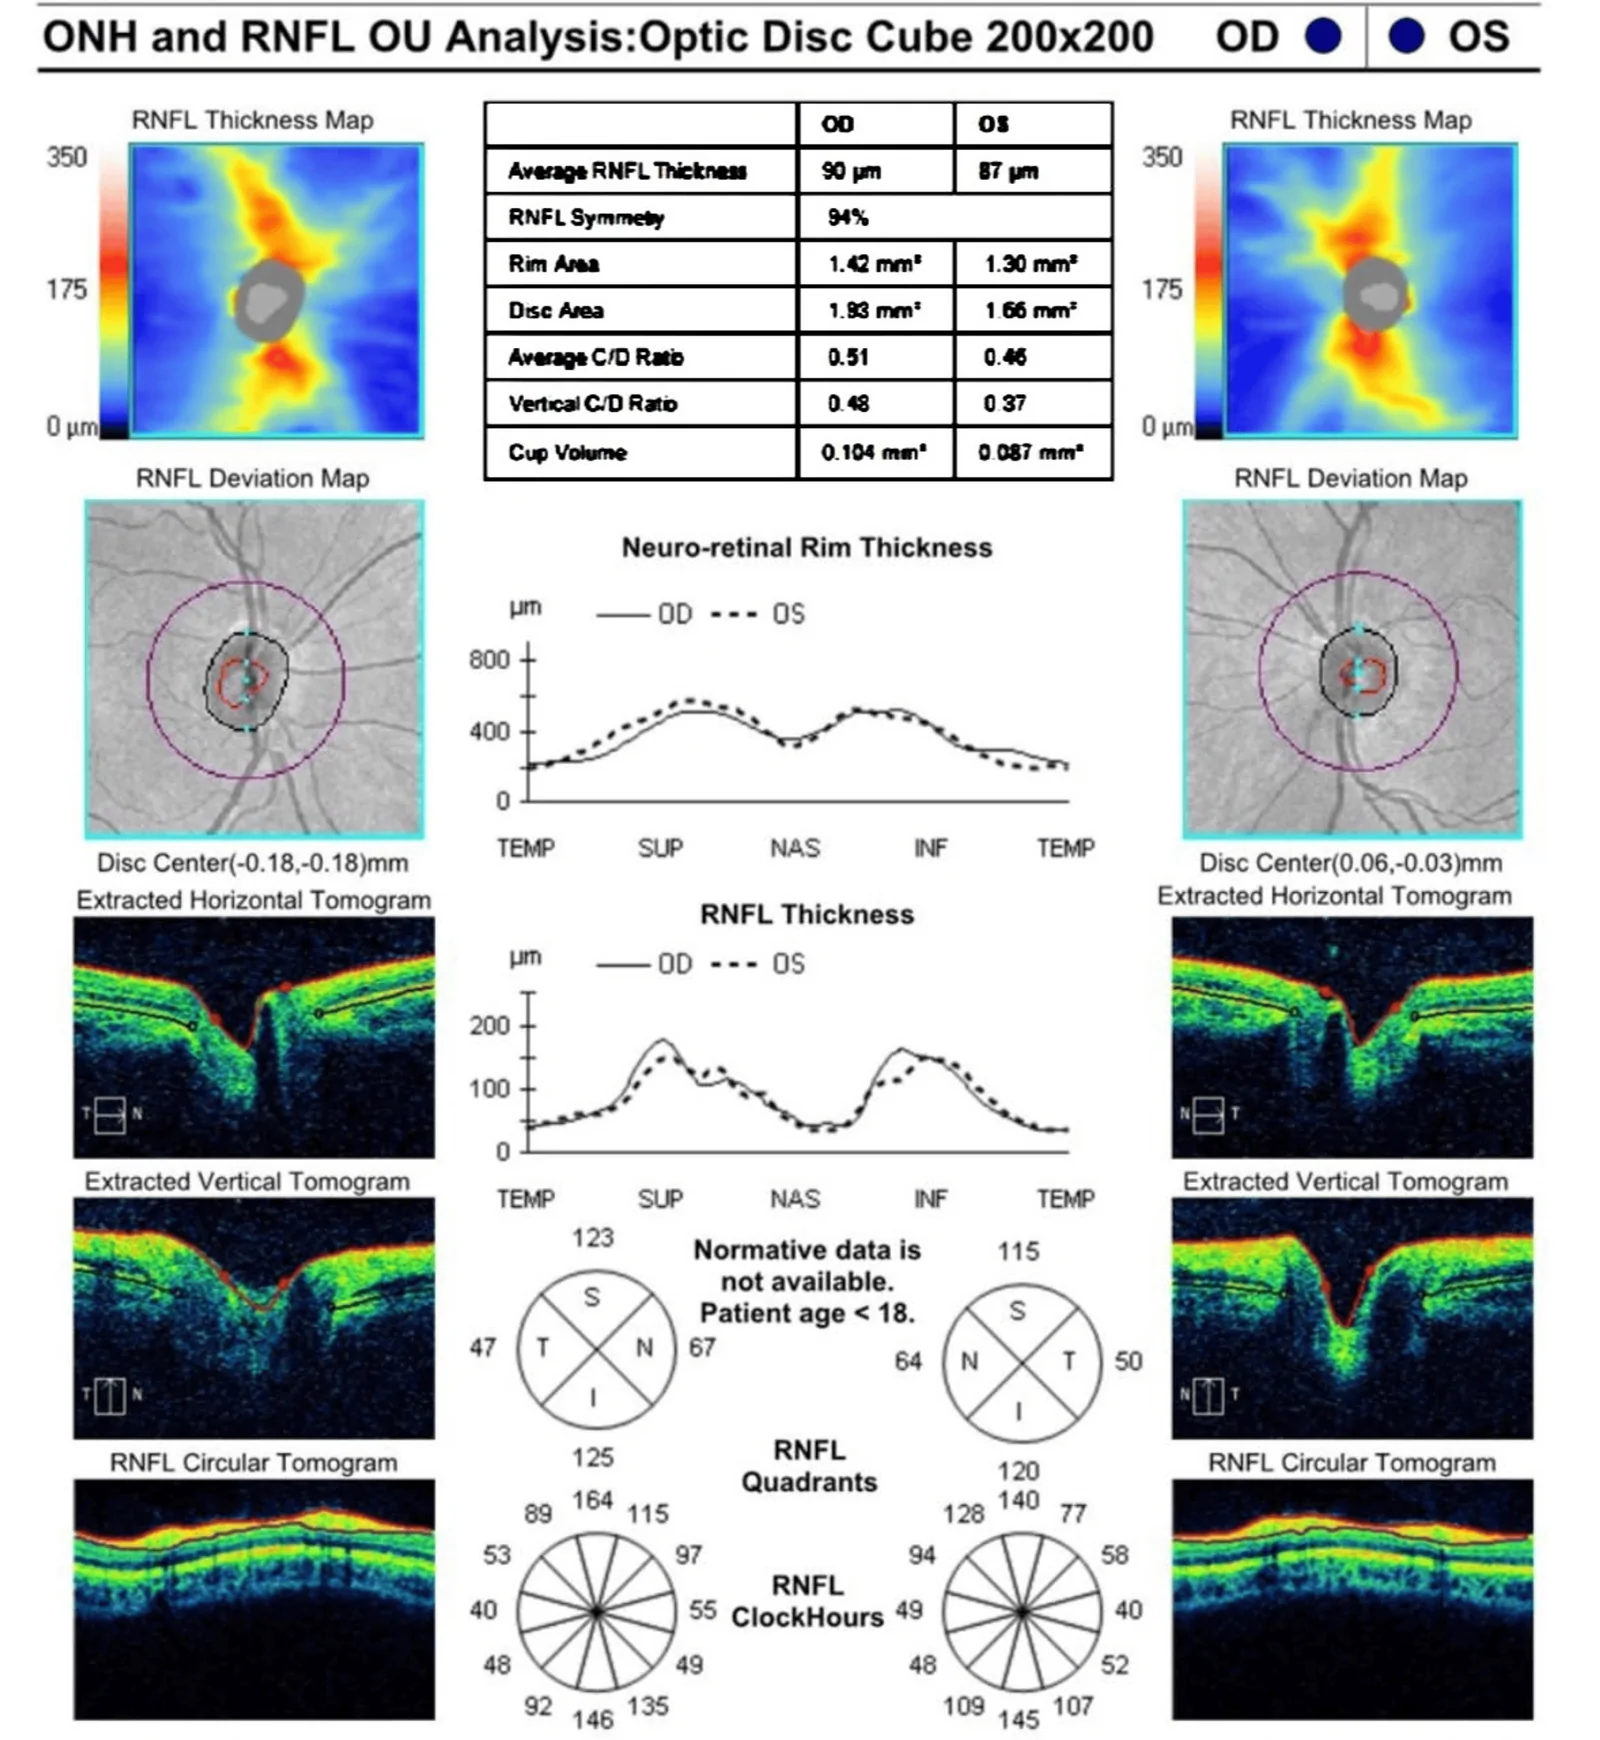 ONH and RNFL OU Analysis:Optic Disc Cube 200x200 OD OS
RNFL Thickness Map
350
175
0 µm
OD OS
Average RNFL Thickness 90 µm 87 µm
RNFL Symmety 94%
Rim Area 1.42 mm² 1.30 mm²
Disc Area 1.93 mm² 1.66 mm²
Average C/D Ratio 0.51 0.46
Vertical C/D Ratio 0.48 0.37
Cup Volume 0.104 mm³ 0.087 mm³
RNFL Thickness Map
350
175
0 µm
RNFL Deviation Map
Disc Center(-0.18,-0.18)mm
RNFL Deviation Map
Disc Center(0.06,-0.03)mm
Neuro-retinal Rim Thickness
µm OD OS
800
400
0
TEMP SUP NAS INF TEMP
Extracted Horizontal Tomogram
T N
Extracted Horizontal Tomogram
N T
RNFL Thickness
µm OD OS
200
100
0
TEMP SUP NAS INF TEMP
Extracted Vertical Tomogram
T N
Extracted Vertical Tomogram
N T
Normative data is
not available.
Patient age < 18.
123
S
47 T N 67
I
125
115
S
64 N T 50
I
120
RNFL
Quadrants
RNFL Circular Tomogram
RNFL Circular Tomogram
89 164 115
53 97
40 55
48 49
92 146 135
RNFL
ClockHours
128 140 77
94 58
49 40
48 52
109 145 107